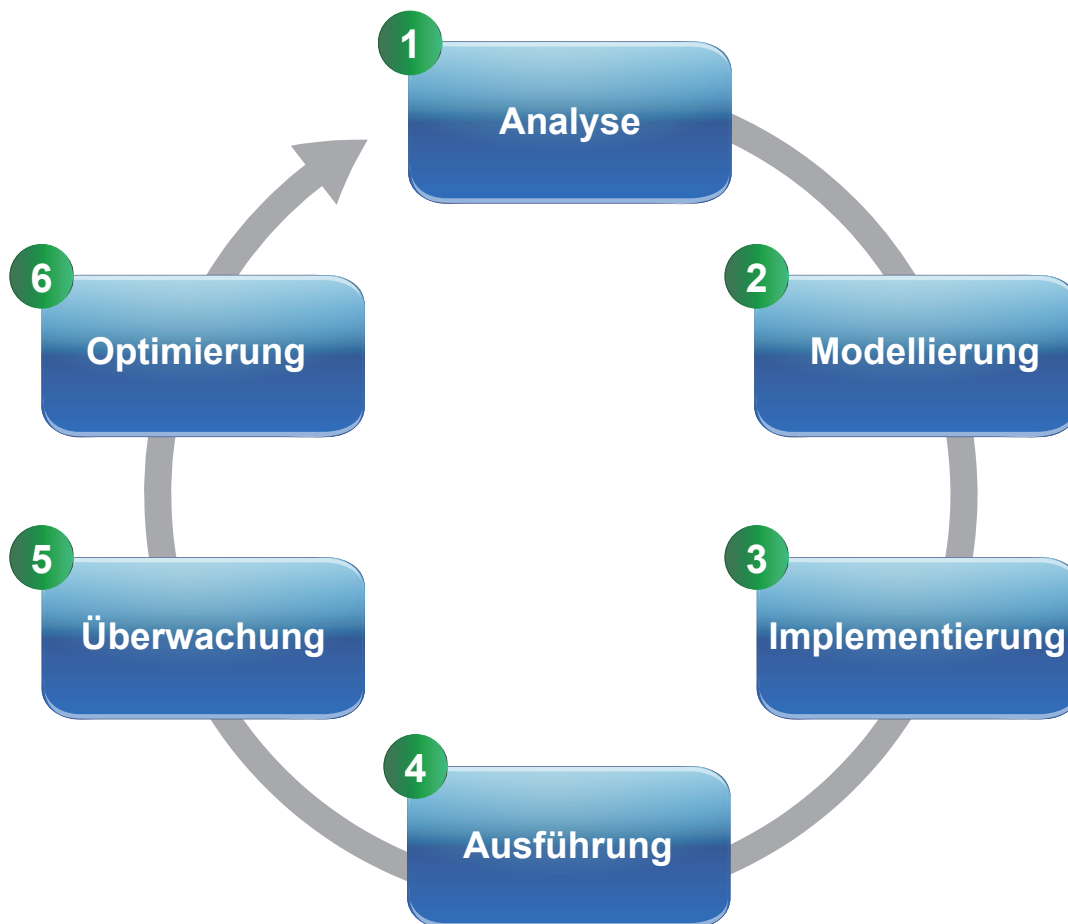 1
Analyse
2
Modellierung
3
Implementierung
4
Ausführung
5
Überwachung
6
Optimierung